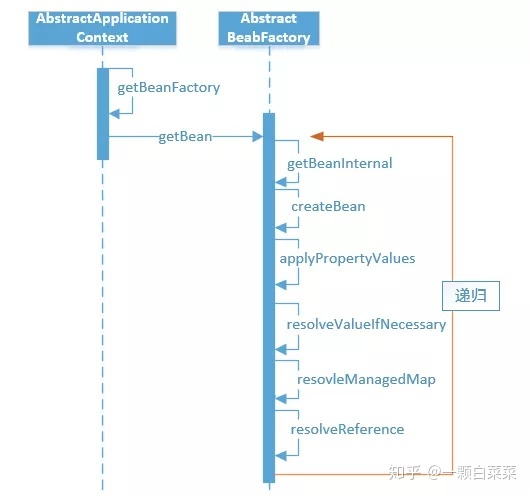 AbstractApplication
Context
Abstract
BeabFactory
getBeanFactory
getBean
getBeanInternal
createBean
applyPropertyValues
递归
resolveValueIfNecessary
resovleManagedMap
resolveReference
知乎 @一颗白菜菜